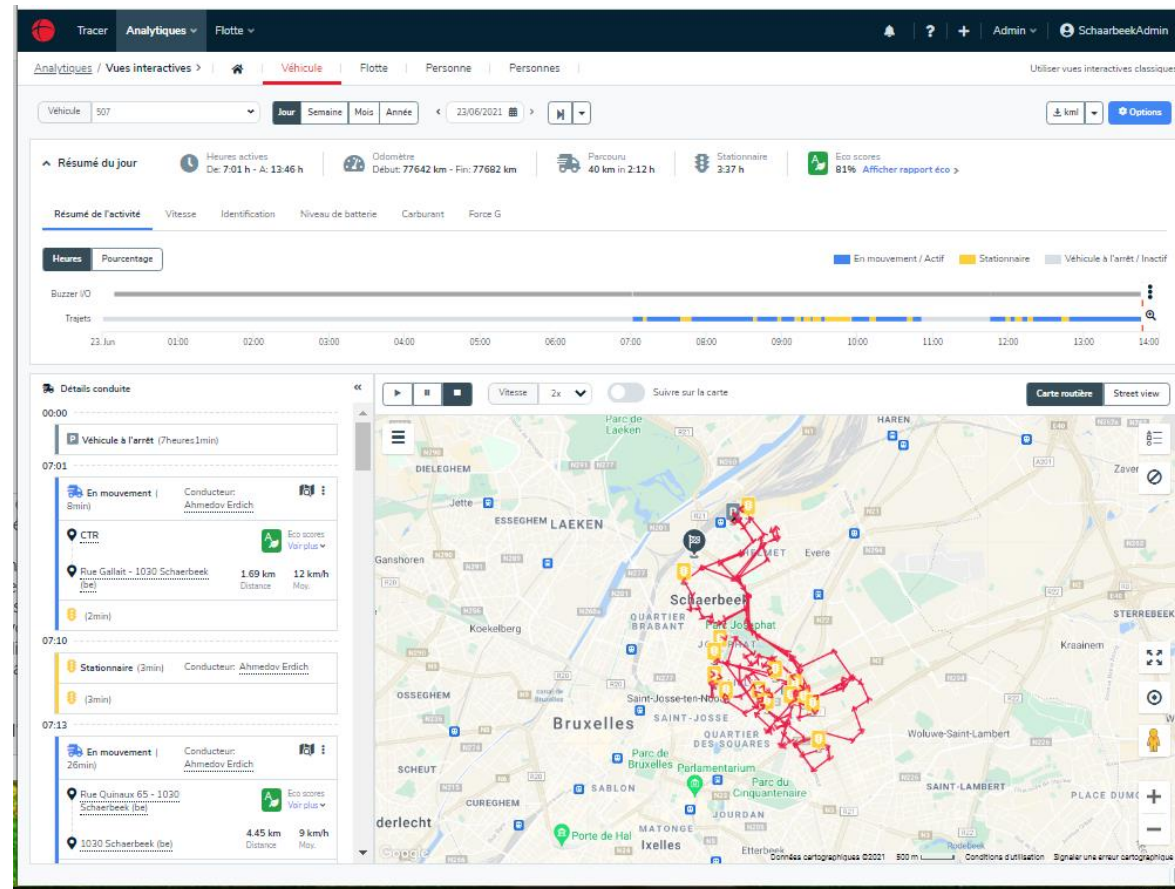 Tracer Analytiques Flotte ? + Admin SchaarbeekAdmin
Analytiques / Vues interactives > Véhicule Flotte Personne Personnes Utiliser vues interactives classiques
Véhicule 507 Jour Semaine Mois Année < 23/06/2021 > kml Options
Résumé du jour
Heures actives
De: 7:01 h - A: 13:46 h
Odomètre
Début: 77642 km - Fin: 77682 km
Parcouru
40 km in 2:12 h
Stationnaire
3:37 h
Eco scores
81% Afficher rapport éco >
Résumé de l'activité Vitesse Identification Niveau de batterie Carburant Force G
Heures Pourcentage En mouvement / Actif Stationnaire Véhicule à l'arrêt / Inactif
Buzzer I/O
Trajets
23. Jun 01:00 02:00 03:00 04:00 05:00 06:00 07:00 08:00 09:00 10:00 11:00 12:00 13:00 14:00
Détails conduite «
00:00
P Véhicule à l'arrêt (7heures1min)
07:01
En mouvement | 8min)
Conducteur: Ahmedov Erdich
CTR
Eco scores
Voir plus
Rue Gallait - 1030 Schaerbeek (be)
1.69 km 12 km/h
Distance Moy.
(2min)
07:10
Stationnaire (3min) Conducteur: Ahmedov Erdich
(3min)
07:13
En mouvement | 26min)
Conducteur: Ahmedov Erdich
Rue Quinaux 65 - 1030 Schaerbeek (be)
Eco scores
Voir plus
1030 Schaerbeek (be)
4.45 km 9 km/h
Distance Moy.
Vitesse 2x Suivre sur la carte Carte routière Street view
Parc de Laeken
HAREN
DIELEGHEM
Zaver
Jette
ESSEGHEM
LAEKEN
HELMET
Evere
Ganshoren
Schaerbeek
QUARTIER BRABANT
Parc Josaphat
STERREBEEK
Koekelberg
Kraainem
OSSEGHEM
Saint-Josse-ten-Noode
Bruxelles
SAINT-JOSSE
QUARTIER DES SQUARES
Woluwe-Saint-Lambert
SCHEUT
Parc de Bruxelles
Parlamentarium
Parc du Cinquantenaire
SABLON
SAINT-LAMBERT
PLACE DUMO
CUREGHEM
JOURDAN
derlecht
Porte de Hal
MATONGE
Ixelles
Etterbeek
Google
Données cartographiques ©2021 500 m Conditions d'utilisation Signaler une erreur cartographique